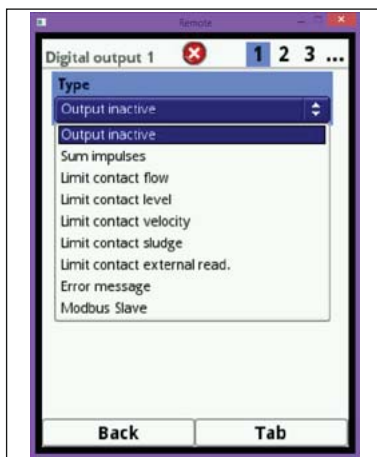 Remote
Digital output 1 1 2 3 ...
Type
Output inactive
Output inactive
Sum impulses
Limit contact flow
Limit contact level
Limit contact velocity
Limit contact sludge
Limit contact external read.
Error message
Modbus Slave
Back Tab